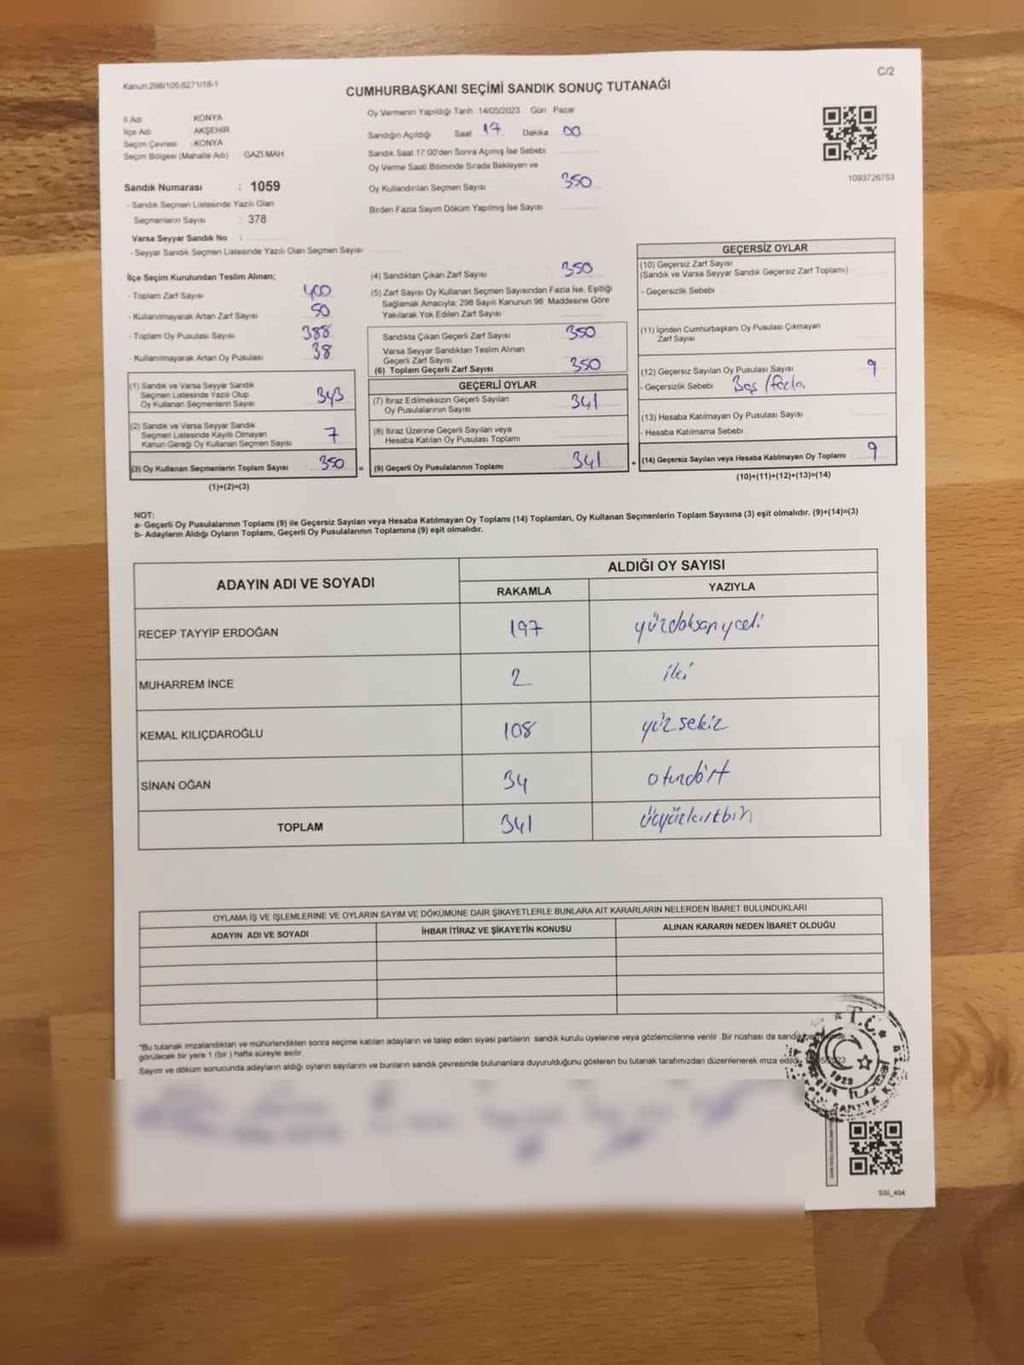 Kanun:298/105:6271/16-1
C/2
CUMHURBAŞKANI SEÇİMİ SANDIK SONUÇ TUTANAĞI
İl Adı KONYA
İlçe Adı AKŞEHİR
Seçim Çevresi : KONYA
Seçim Bölgesi (Mahalle Adı) GAZİ MAH
Sandık Numarası : 1059
- Sandık Seçmen Listesinde Yazılı Olan
Seçmenlerin Sayısı : 378
Varsa Seyyar Sandık No :
- Seyyar Sandık Seçmen Listesinde Yazılı Olan Seçmen Sayısı
Oy Vermenin Yapıldığı Tarih 14/05/2023 Gün Pazar
Sandığın Açıldığı Saat 17 Dakika 00
Sandık Saat 17:00'den Sonra Açılmış İse Sebebi
Oy Verme Saati Bitiminde Sırada Bekleyen ve
Oy Kullandırılan Seçmen Sayısı 350
Birden Fazla Sayım Döküm Yapılmış İse Sayısı
1093726753
İlçe Seçim Kurulundan Teslim Alınan;
- Toplam Zarf Sayısı 400
- Kullanılmayarak Artan Zarf Sayısı 50
- Toplam Oy Pusulası Sayısı 388
- Kullanılmayarak Artan Oy Pusulası 38
(1) Sandık ve Varsa Seyyar Sandık
Seçmen Listesinde Yazılı Olup
Oy Kullanan Seçmenlerin Sayısı 343
(2) Sandık ve Varsa Seyyar Sandık
Seçmen Listesinde Kayıtlı Olmayan
Kanun Gereği Oy Kullanan Seçmen Sayısı 7
(3) Oy Kullanan Seçmenlerin Toplam Sayısı 350 =
(1)+(2)=(3)
(4) Sandıktan Çıkan Zarf Sayısı 350
(5) Zarf Sayısı Oy Kullanan Seçmen Sayısından Fazla İse, Eşitliği
Sağlamak Amacıyla; 298 Sayılı Kanunun 98. Maddesine Göre
Yakılarak Yok Edilen Zarf Sayısı
Sandıkta Çıkan Geçerli Zarf Sayısı 350
Varsa Seyyar Sandıktan Teslim Alınan
Geçerli Zarf Sayısı
(6) Toplam Geçerli Zarf Sayısı 350
GEÇERLİ OYLAR
(7) İtiraz Edilmeksizin Geçerli Sayılan
Oy Pusulalarının Sayısı 341
(8) İtiraz Üzerine Geçerli Sayılan veya
Hesaba Katılan Oy Pusulası Toplamı
(9) Geçerli Oy Pusulalarının Toplamı 341 +
GEÇERSİZ OYLAR
(10) Geçersiz Zarf Sayısı
(Sandık ve Varsa Seyyar Sandık Geçersiz Zarf Toplamı)
- Geçersizlik Sebebi
(11) İçinden Cumhurbaşkanı Oy Pusulası Çıkmayan
Zarf Sayısı
(12) Geçersiz Sayılan Oy Pusulası Sayısı 9
- Geçersizlik Sebebi Boş / fazla
(13) Hesaba Katılmayan Oy Pusulası Sayısı
- Hesaba Katılmama Sebebi
(14) Geçersiz Sayılan veya Hesaba Katılmayan Oy Toplamı 9
(10)+(11)+(12)+(13)=(14)
NOT:
a- Geçerli Oy Pusulalarının Toplamı (9) ile Geçersiz Sayılan veya Hesaba Katılmayan Oy Toplamı (14) Toplamları, Oy Kullanan Seçmenlerin Toplam Sayısına (3) eşit olmalıdır. (9)+(14)=(3)
b- Adayların Aldığı Oyların Toplamı, Geçerli Oy Pusulalarının Toplamına (9) eşit olmalıdır.
ADAYIN ADI VE SOYADI
ALDIĞI OY SAYISI
RAKAMLA YAZIYLA
RECEP TAYYİP ERDOĞAN 197 yüzdoksanyedi
MUHARREM İNCE 2 iki
KEMAL KILIÇDAROĞLU 108 yüzsekiz
SİNAN OĞAN 34 otuzdört
TOPLAM 341 üçyüzkırkbir
OYLAMA İŞ VE İŞLEMLERİNE VE OYLARIN SAYIM VE DÖKÜMÜNE DAİR ŞİKAYETLERLE BUNLARA AİT KARARLARIN NELERDEN İBARET BULUNDUKLARI
ADAYIN ADI VE SOYADI İHBAR İTİRAZ VE ŞİKAYETİN KONUSU ALINAN KARARIN NEDEN İBARET OLDUĞU
"Bu tutanak imzalandıktan ve mühürlendikten sonra seçime katılan adayların ve talep eden siyasi partilerin sandık kurulu üyelerine veya gözlemcilerine verilir. Bir nüshası da
görülecek bir yere 1 (bir) hafta süreyle asılır.
Sayım ve döküm sonucunda adayların aldığı oyların sayılarını ve bunların sandık çevresinde bulunanlara duyurulduğunu gösteren bu tutanak tarafımızdan düzenlenerek imza
T.C.
1923
SSI_404